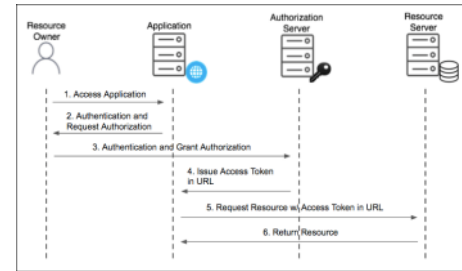 Resource
Owner
Application
Authorization
Server
Resource
Server
1. Access Application
2. Authentication and
Request Authorization
3. Authentication and Grant Authorization
4. Issue Access Token
in URL
5. Request Resource w/ Access Token in URL
6. Return Resource